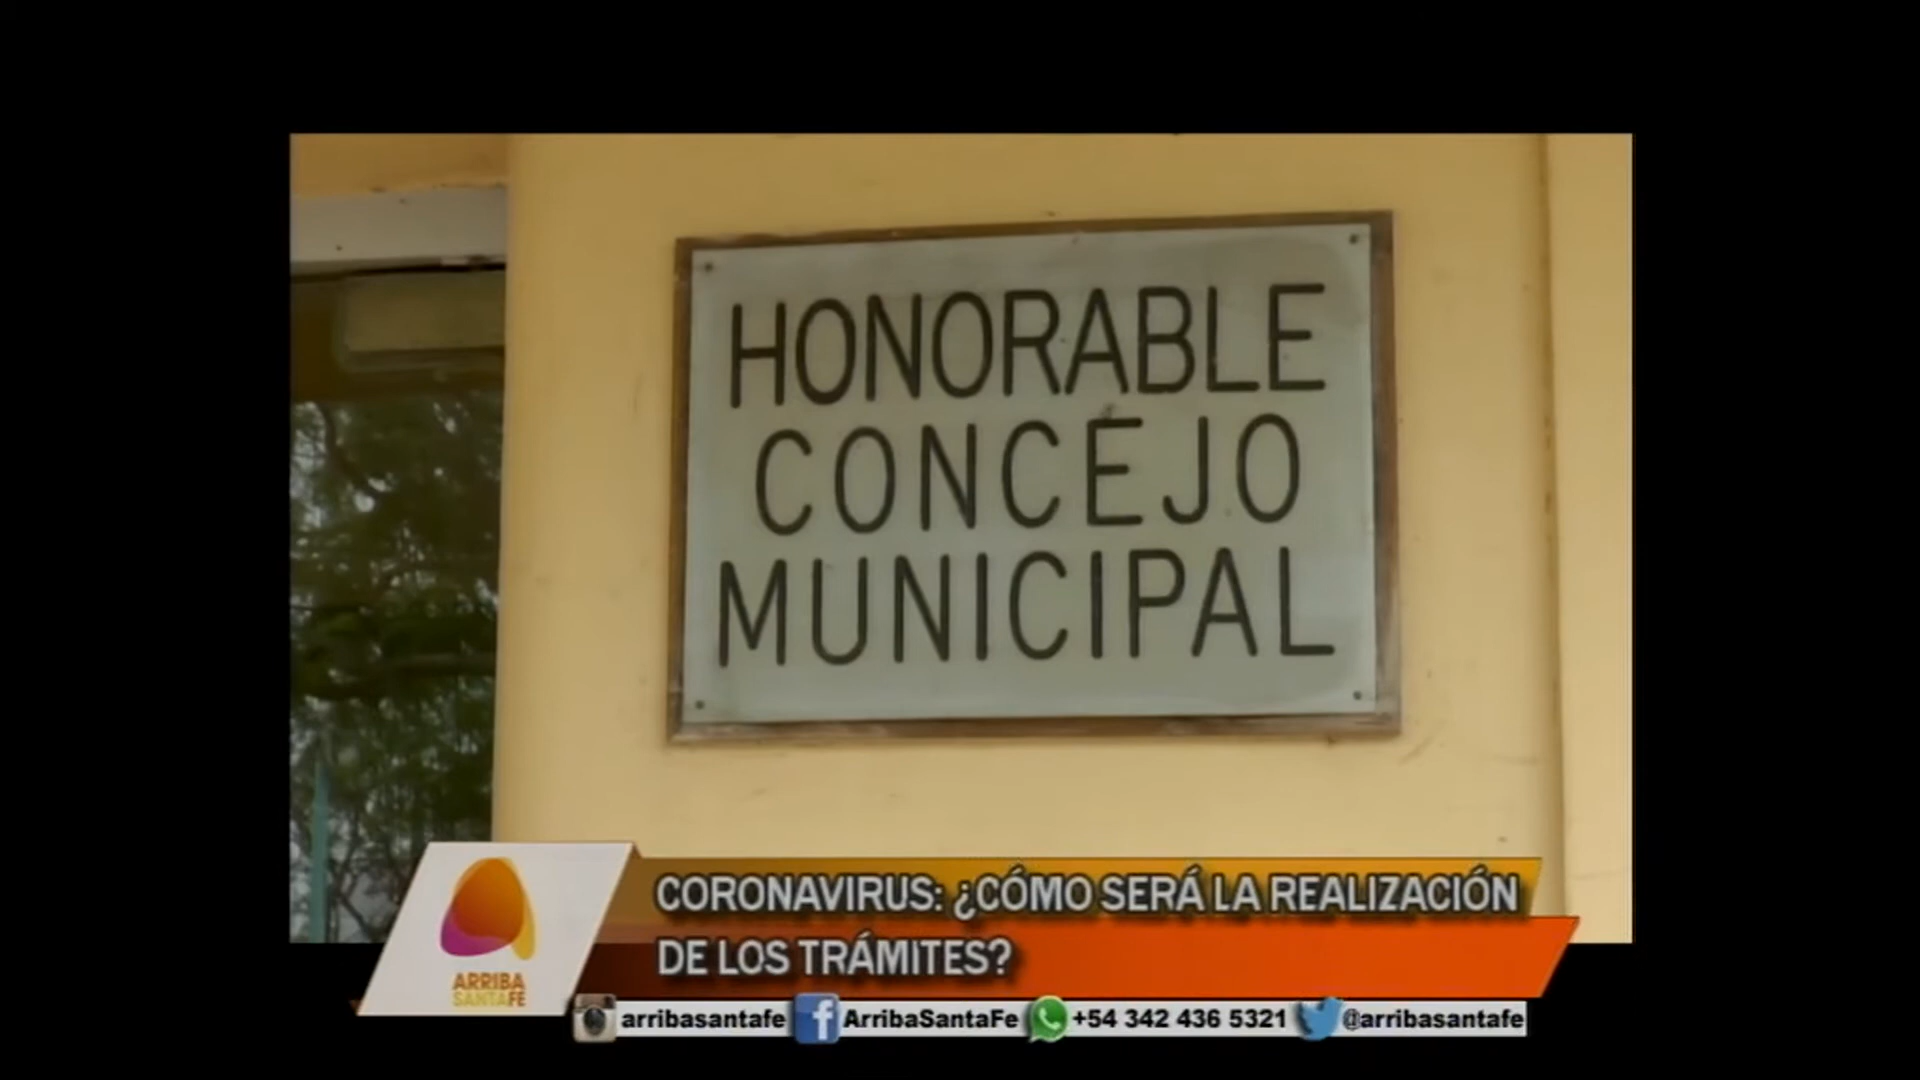 HONORABLE
CONCEJO
MUNICIPAL
CORONAVIRUS: ¿CÓMO SERÁ LA REALIZACIÓN
DE LOS TRÁMITES?
ARRIBA
SANTAFE
arribasantafe ArribaSantaFe +54 342 436 5321 @arribasantafe